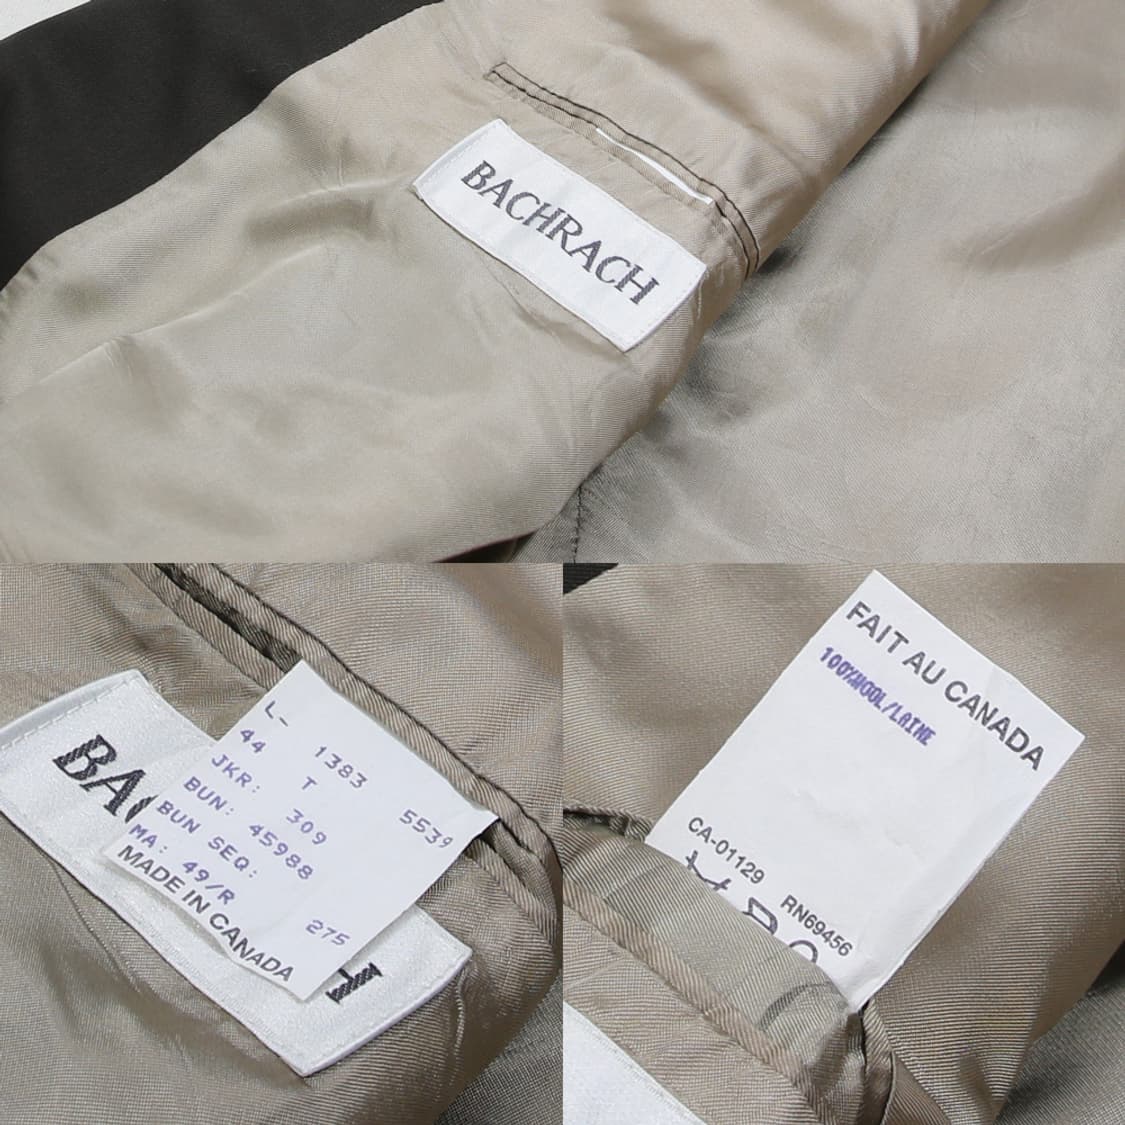 BACHRACH
BAC
H
L- 1383 5539
44 T
JKR: 309
BUN: 45988
BUN SEQ: 275
MA: 49/R
MADE IN CANADA
FAIT AU CANADA
100%WOOL/LAINE
CA-01129 RN69456